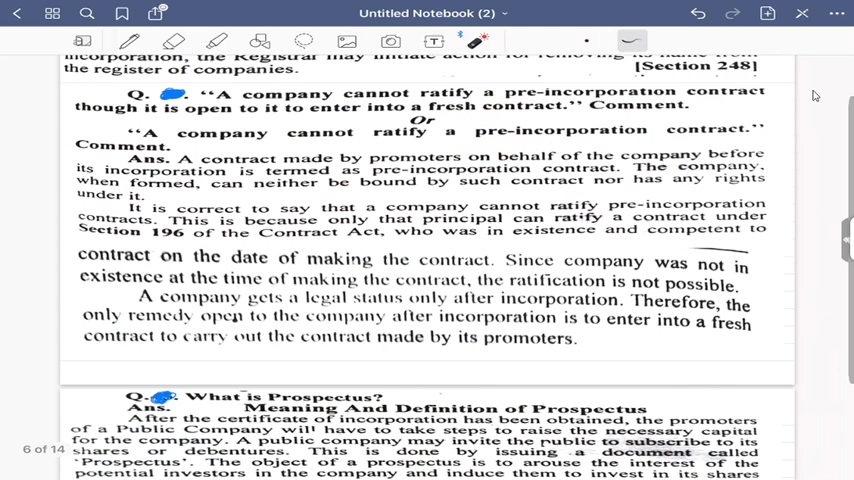 Untitled Notebook (2)
incorporation, the Registrar may initiate action for removing its name from
the register of companies. [Section 248]
Q. "A company cannot ratify a pre-incorporation contract
though it is open to it to enter into a fresh contract." Comment.
Or
"A company cannot ratify a pre-incorporation contract."
Comment.
Ans. A contract made by promoters on behalf of the company before
its incorporation is termed as pre-incorporation contract. The company,
when formed, can neither be bound by such contract nor has any rights
under it.
It is correct to say that a company cannot ratify pre-incorporation
contracts. This is because only that principal can ratify a contract under
Section 196 of the Contract Act, who was in existence and competent to
contract on the date of making the contract. Since company was not in
existence at the time of making the contract, the ratification is not possible.
A company gets a legal status only after incorporation. Therefore, the
only remedy open to the company after incorporation is to enter into a fresh
contract to carry out the contract made by its promoters.
Q. What is Prospectus?
Ans. Meaning And Definition of Prospectus
After the certificate of incorporation has been obtained, the promoters
of a Public Company will have to take steps to raise the necessary capital
for the company. A public company may invite the public to subscribe to its
shares or debentures. This is done by issuing a document called
'Prospectus'. The object of a prospectus is to arouse the interest of the
potential investors in the company and induce them to invest in its shares
6 of 14